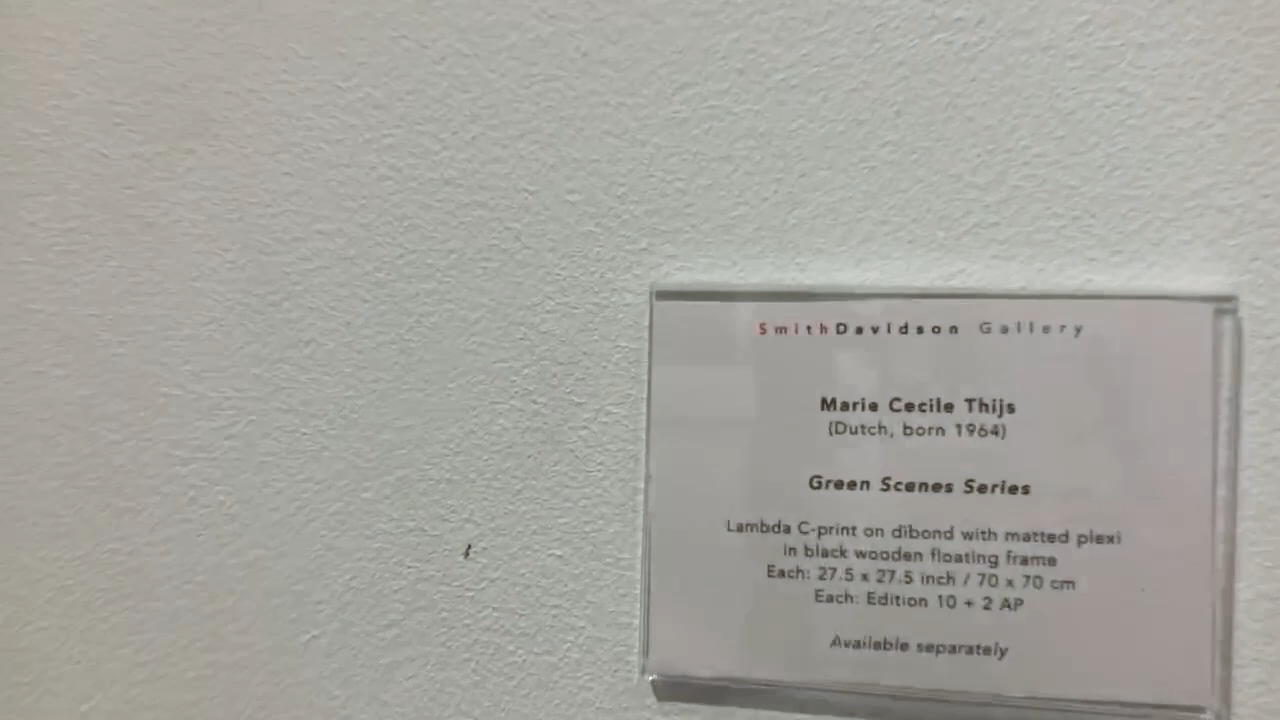 SmithDavidson Gallery
Marie Cecile Thijs
(Dutch, born 1964)
Green Scenes Series
Lambda C-print on dibond with matted plexi
in black wooden floating frame
Each: 27.5 x 27.5 inch / 70 x 70 cm
Each: Edition 10 + 2 AP
Available separately